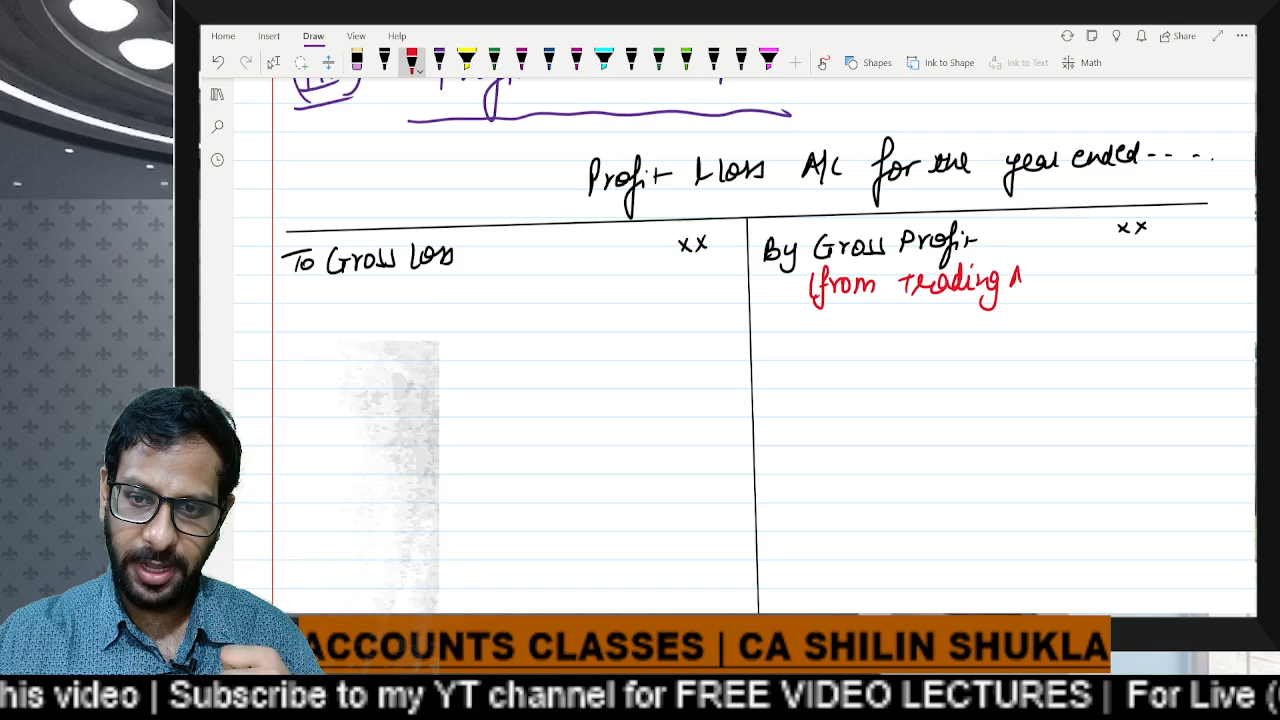 Home Insert Draw View Help
Share
Shapes Ink to Shape Ink to Text Math
Profit & Loss A/c for the year ended-- - .
To Gross Loss xx By Gross Profit xx
(from Trading A
ACCOUNTS CLASSES | CA SHILIN SHUKLA
his video | Subscribe to my YT channel for FREE VIDEO LECTURES | For Live (